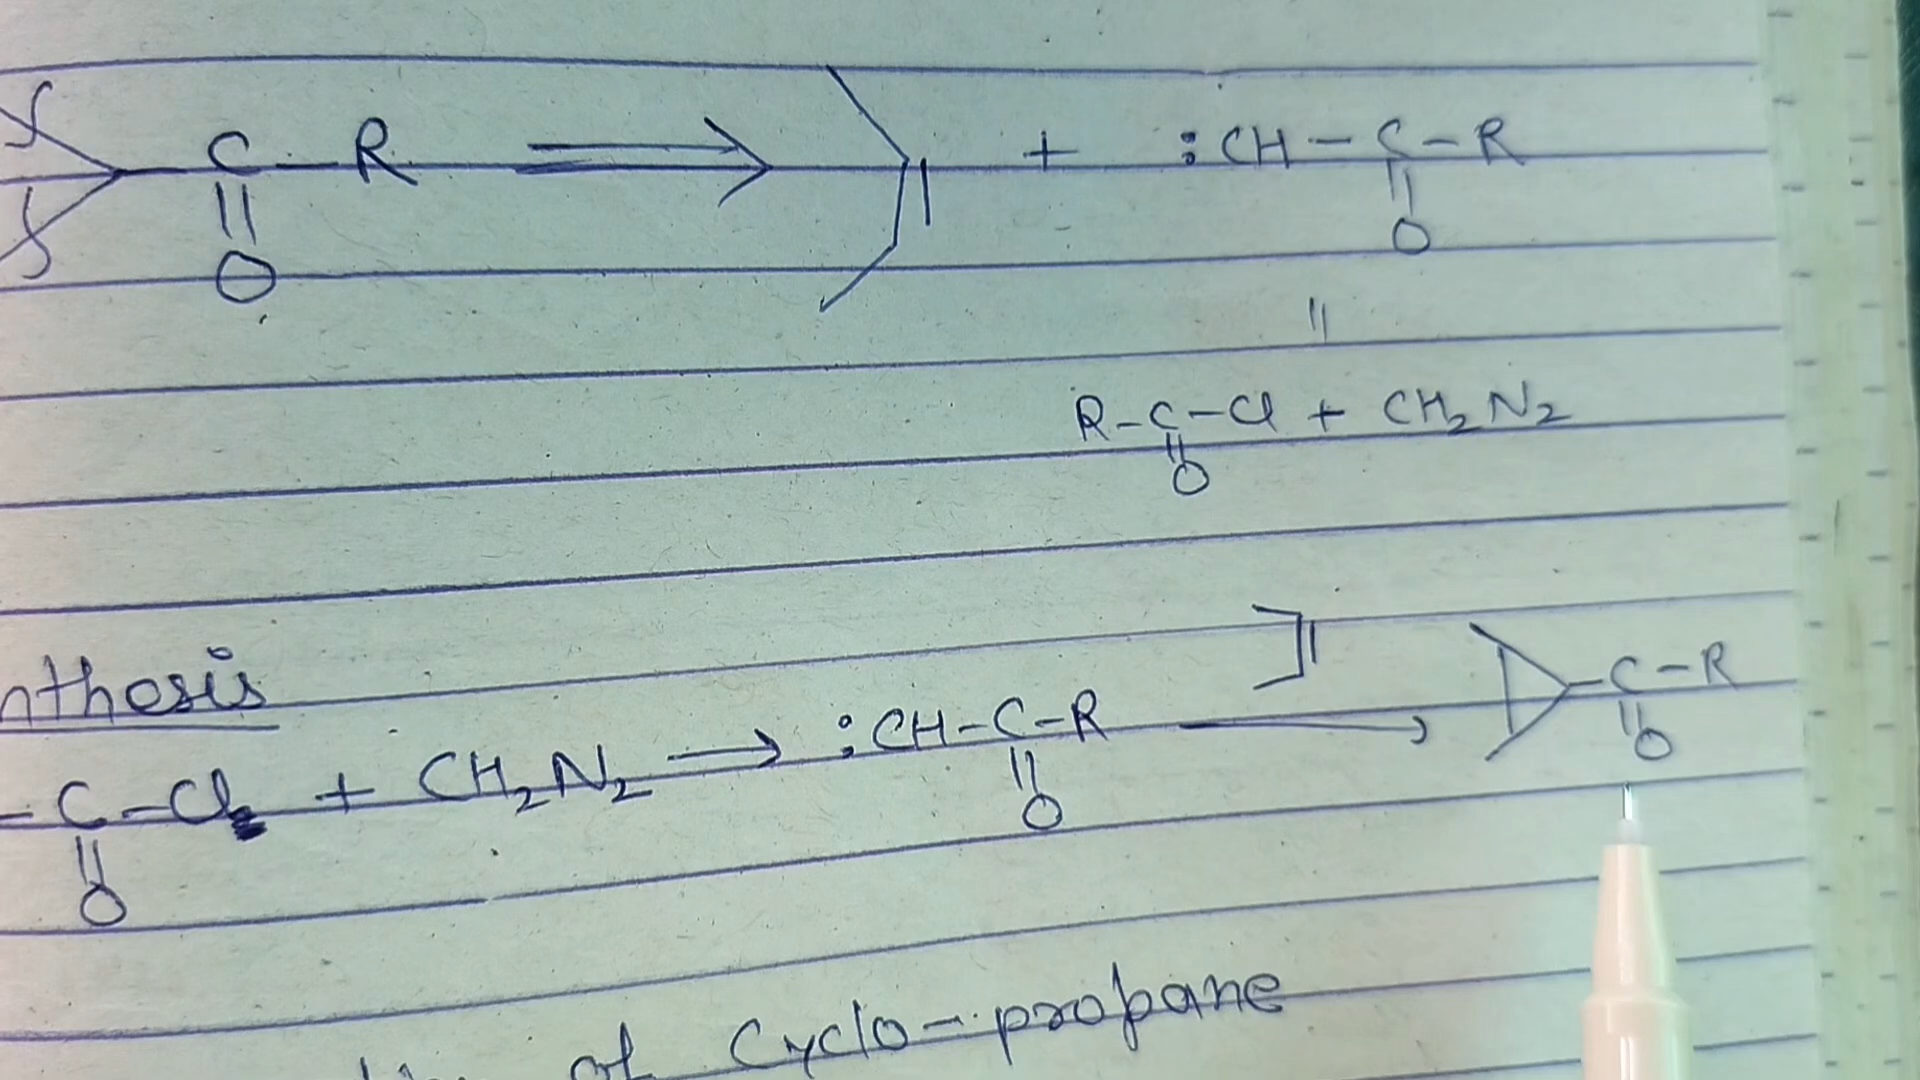 C - R ⟹ + :CH - C - R
|| ||
O O
||
R - C - Cl + CH₂N₂
||
O
nthesis
- C - Cl + CH₂N₂ → :CH - C - R → - C - R
|| || ||
O O O
of Cyclo-propane